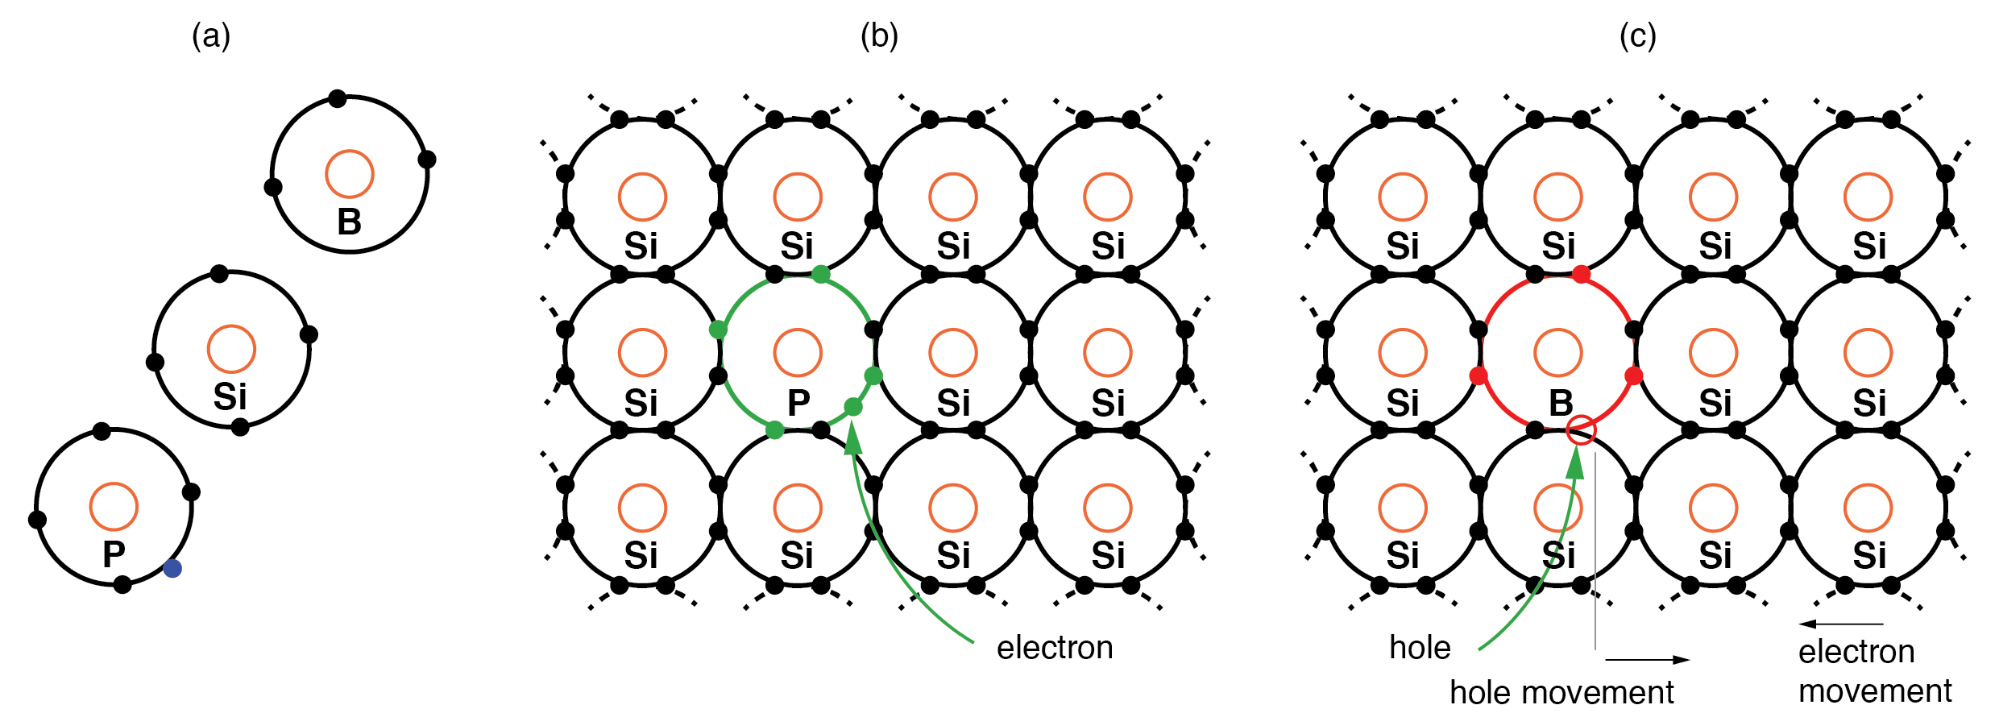 (a)
B
Si
P
(b)
Si Si Si Si
Si P Si Si
Si Si Si Si
electron
(c)
Si Si Si Si
Si B Si Si
Si Si Si Si
hole
hole movement
electron
movement